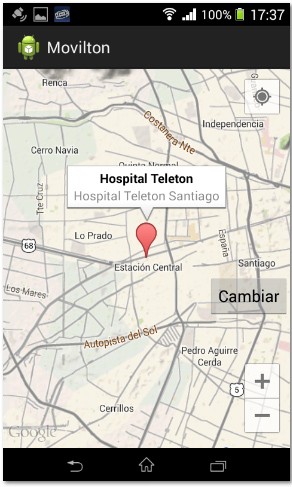 100% 17:37
Movilton
Renca
Costanera Nte
Independencia
Cerro Navia
Quinta Normal
Hospital Teleton
Hospital Teleton Santiago
Te Cruz
Lo Prado
España
68
Estación Central
Santiago
Los Mares
Cambiar
Autopista del Sol
Pedro Aguirre
Cerda
5
+
−
Cerrillos
Google